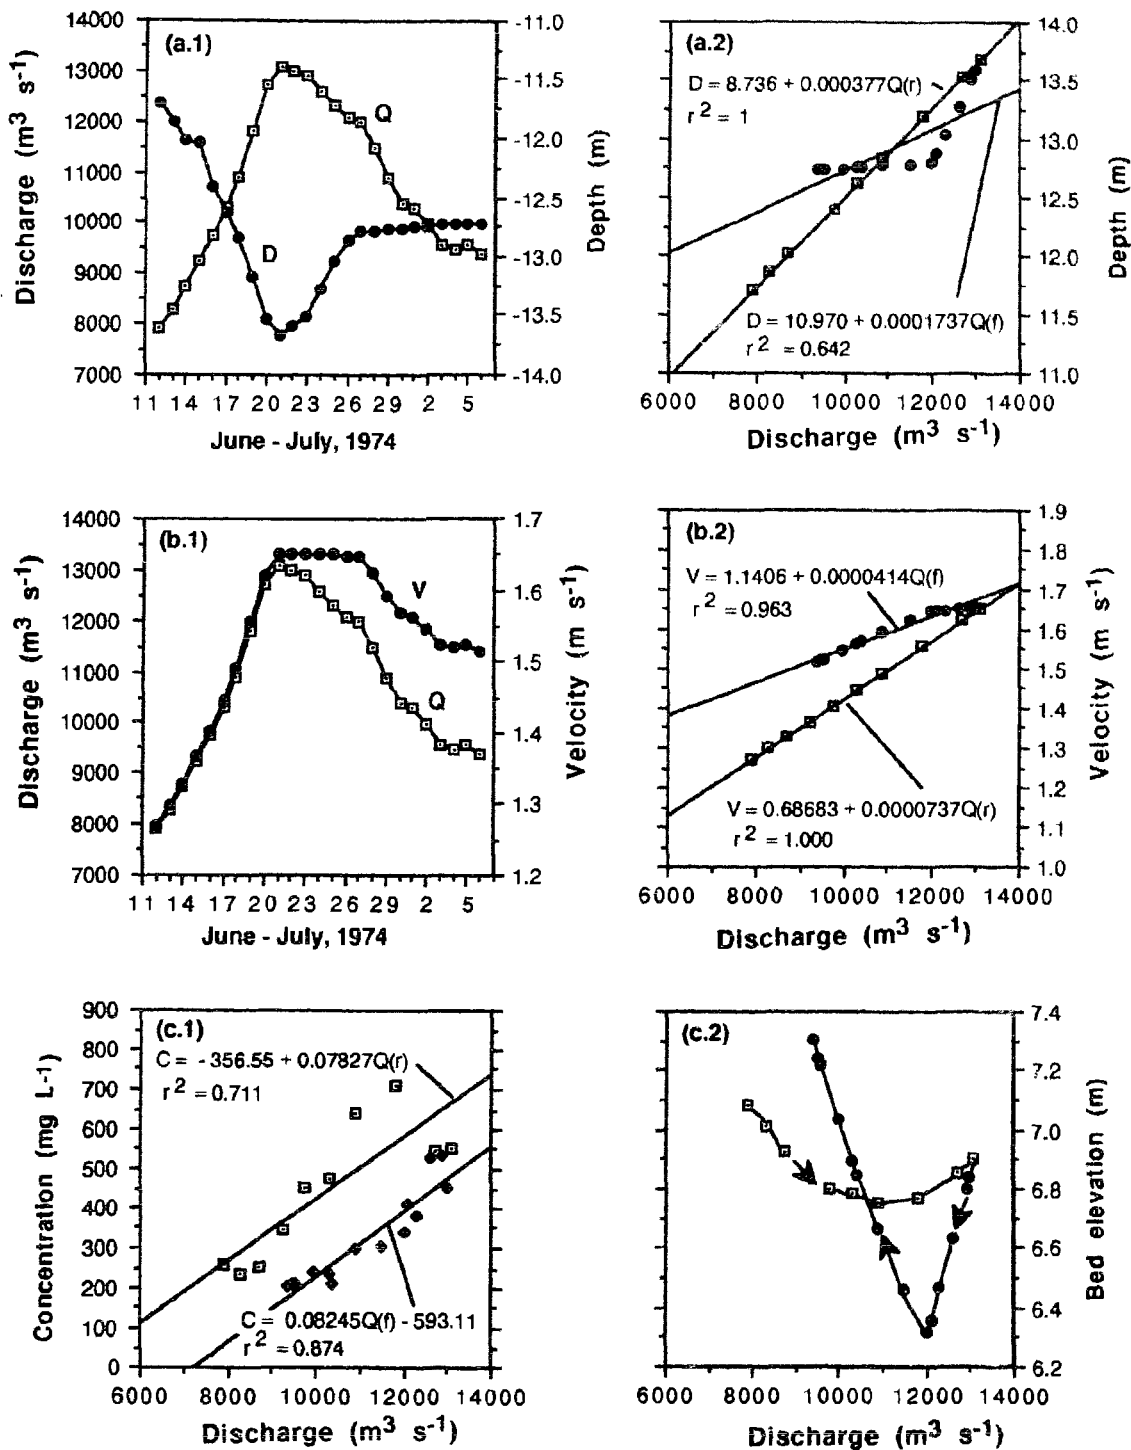 (a.1)
14000
13000
12000
11000
10000
9000
8000
7000
Discharge (m3 s-1)
Q
D
-11.0
-11.5
-12.0
-12.5
-13.0
-13.5
-14.0
Depth (m)
11 14 17 20 23 26 29 2 5
June - July, 1974
(a.2)
D = 8.736 + 0.000377Q(r)
r2 = 1
D = 10.970 + 0.0001737Q(f)
r2 = 0.642
14.0
13.5
13.0
12.5
12.0
11.5
11.0
Depth (m)
6000 8000 10000 12000 14000
Discharge (m3 s-1)
(b.1)
14000
13000
12000
11000
10000
9000
8000
7000
Discharge (m3 s-1)
V
Q
1.7
1.6
1.5
1.4
1.3
1.2
Velocity (m s-1)
11 14 17 20 23 26 29 2 5
June - July, 1974
(b.2)
V = 1.1406 + 0.0000414Q(f)
r2 = 0.963
V = 0.68683 + 0.0000737Q(r)
r2 = 1.000
1.9
1.8
1.7
1.6
1.5
1.4
1.3
1.2
1.1
1.0
Velocity (m s-1)
6000 8000 10000 12000 14000
Discharge (m3 s-1)
(c.1)
C = - 356.55 + 0.07827Q(r)
r2 = 0.711
C = 0.08245Q(f) - 593.11
r2 = 0.874
900
800
700
600
500
400
300
200
100
0
Concentration (mg L-1)
6000 8000 10000 12000 14000
Discharge (m3 s-1)
(c.2)
7.4
7.2
7.0
6.8
6.6
6.4
6.2
Bed elevation (m)
6000 8000 10000 12000 14000
Discharge (m3 s-1)